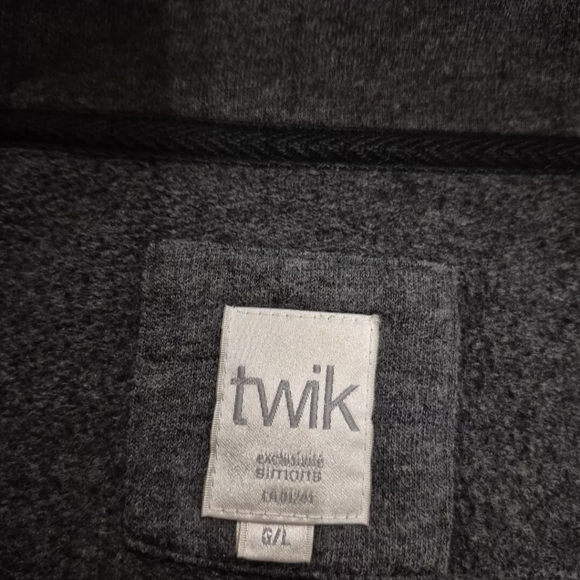 twik
exclusivité
simons
G/L